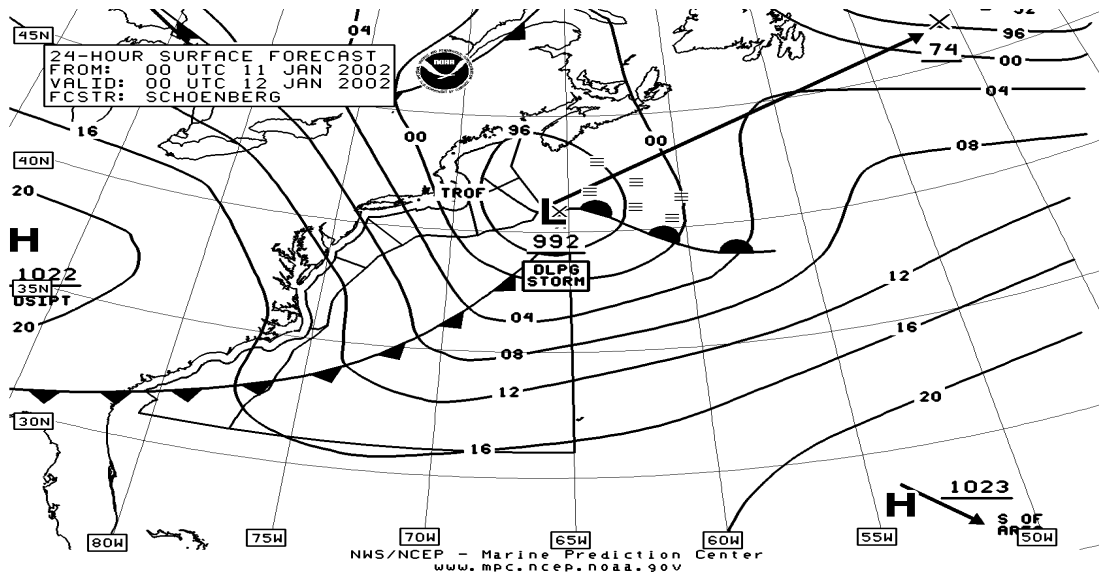 04
52
96
74
00
04
45N
24-HOUR SURFACE FORECAST
FROM: 00 UTC 11 JAN 2002
VALID: 00 UTC 12 JAN 2002
FCSTR: SCHOENBERG
NOAA
16
00
96
00
08
40N
20
TROF
H
1022
35N
DSIPT
20
L
992
DLPG
STORM
12
04
16
08
12
20
30N
16
H
1023
S OF
80W
75W
70W
65W
60W
55W
50W
NWS/NCEP - Marine Prediction Center
www.mpc.ncep.noaa.gov